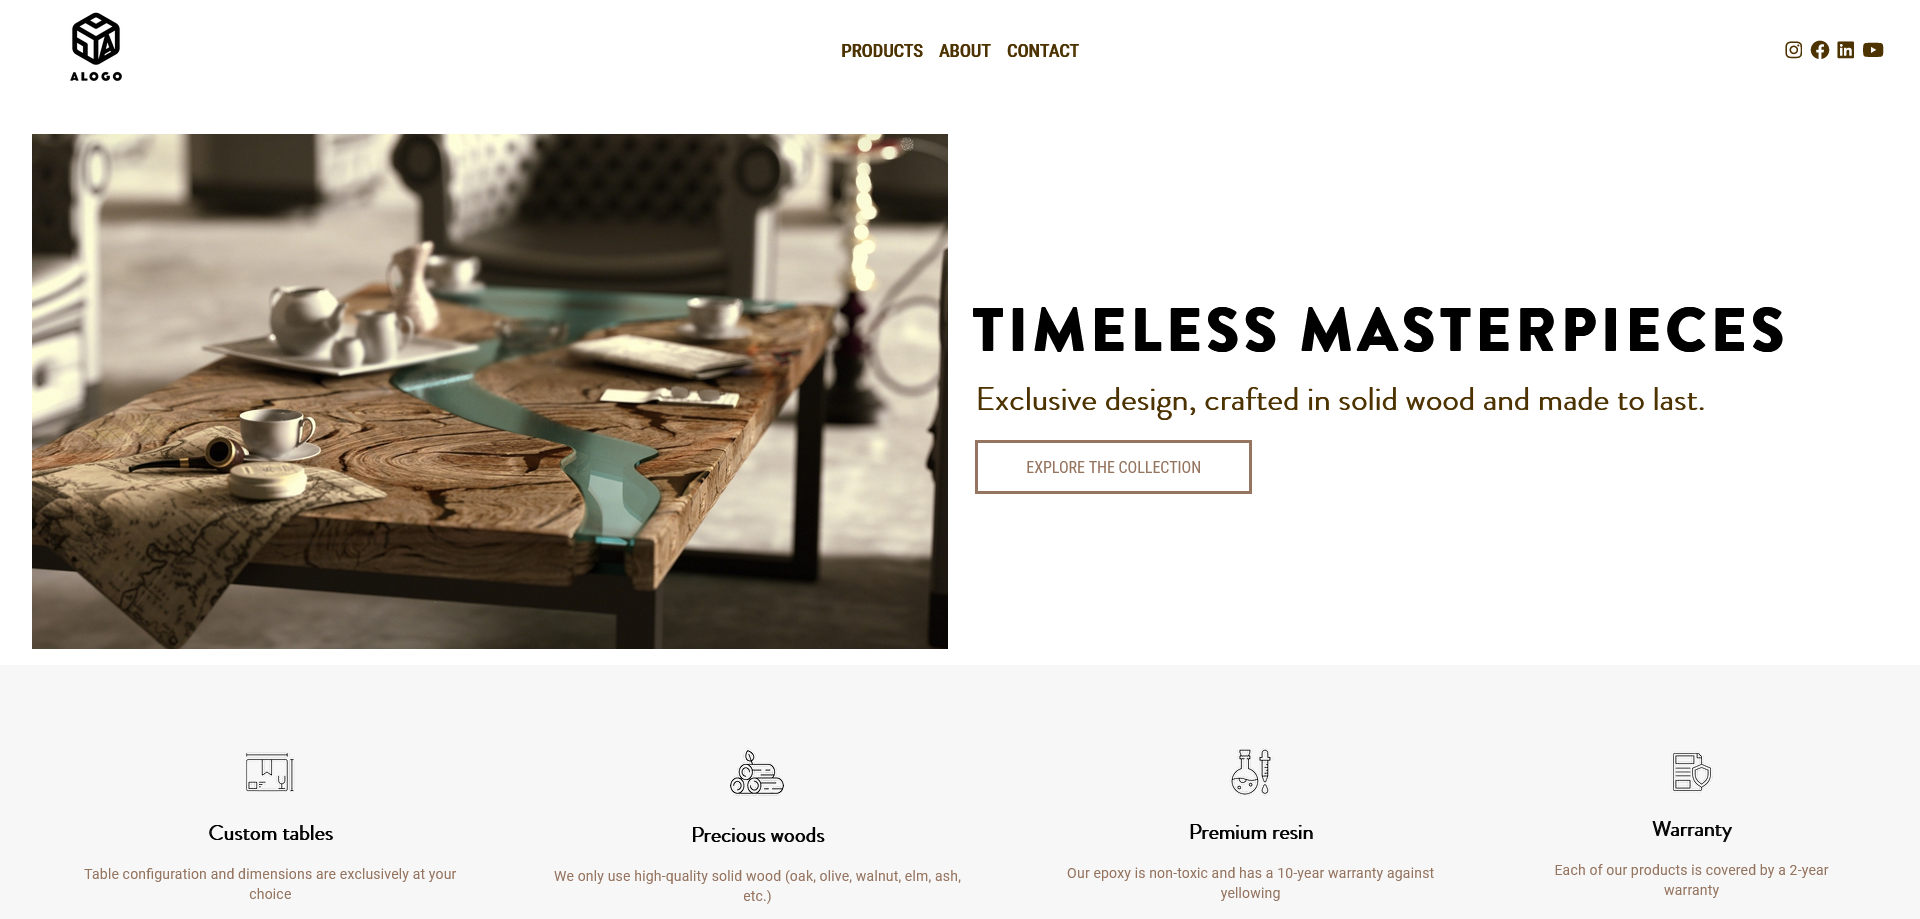 ALOGO
PRODUCTS ABOUT CONTACT
TIMELESS MASTERPIECES
Exclusive design, crafted in solid wood and made to last.
EXPLORE THE COLLECTION
Custom tables
Table configuration and dimensions are exclusively at your
choice
Precious woods
We only use high-quality solid wood (oak, olive, walnut, elm, ash,
etc.)
Premium resin
Our epoxy is non-toxic and has a 10-year warranty against
yellowing
Warranty
Each of our products is covered by a 2-year
warranty